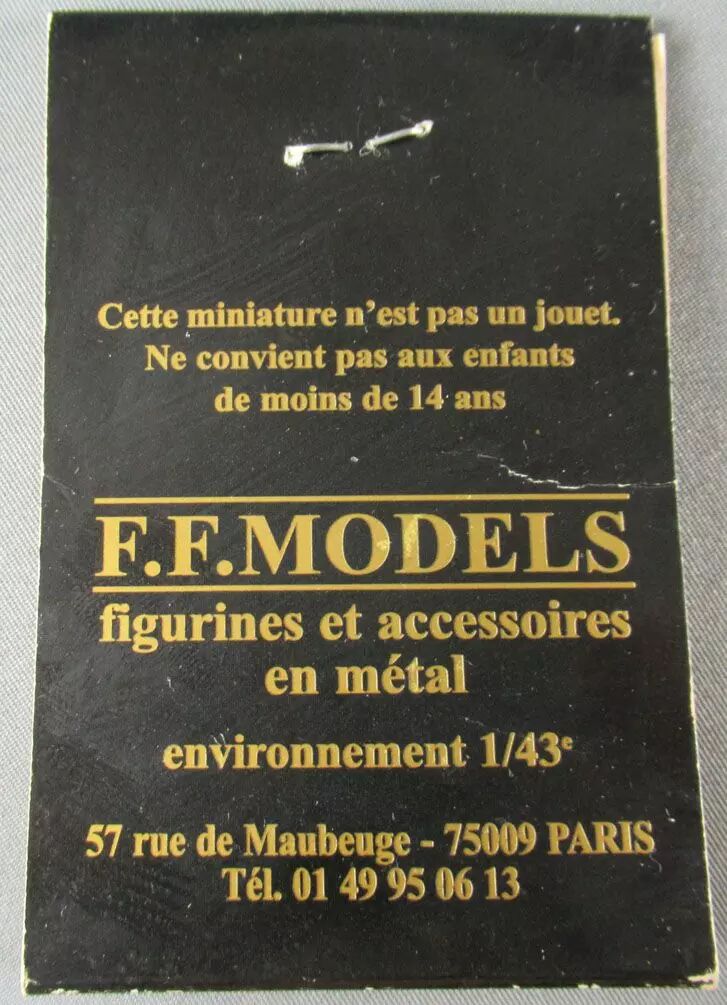 Cette miniature n’est pas un jouet.
Ne convient pas aux enfants
de moins de 14 ans
F.F.MODELS
figurines et accessoires
en métal
environnement 1/43e
57 rue de Maubeuge - 75009 PARIS
Tél. 01 49 95 06 13